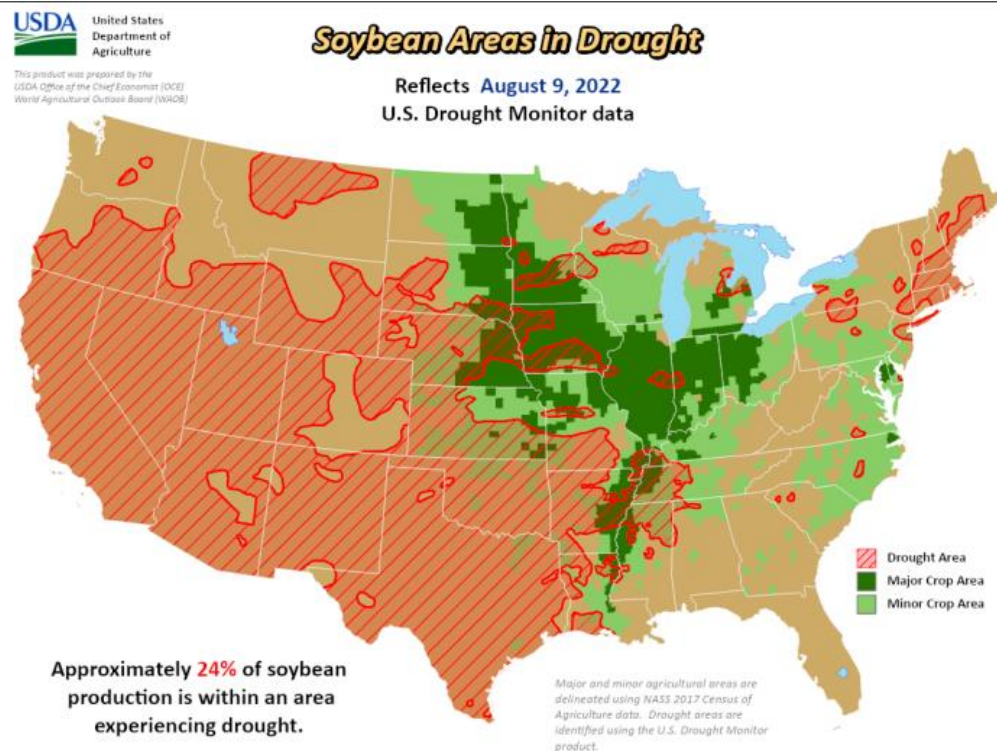 USDA
United States
Department of
Agriculture
This product was prepared by the
USDA Office of the Chief Economist (OCE)
World Agricultural Outlook Board (WAOB)
Soybean Areas in Drought
Reflects August 9, 2022
U.S. Drought Monitor data
Drought Area
Major Crop Area
Minor Crop Area
Approximately 24% of soybean
production is within an area
experiencing drought.
Major and minor agricultural areas are
delineated using NASS 2017 Census of
Agriculture data. Drought areas are
identified using the U.S. Drought Monitor
product.